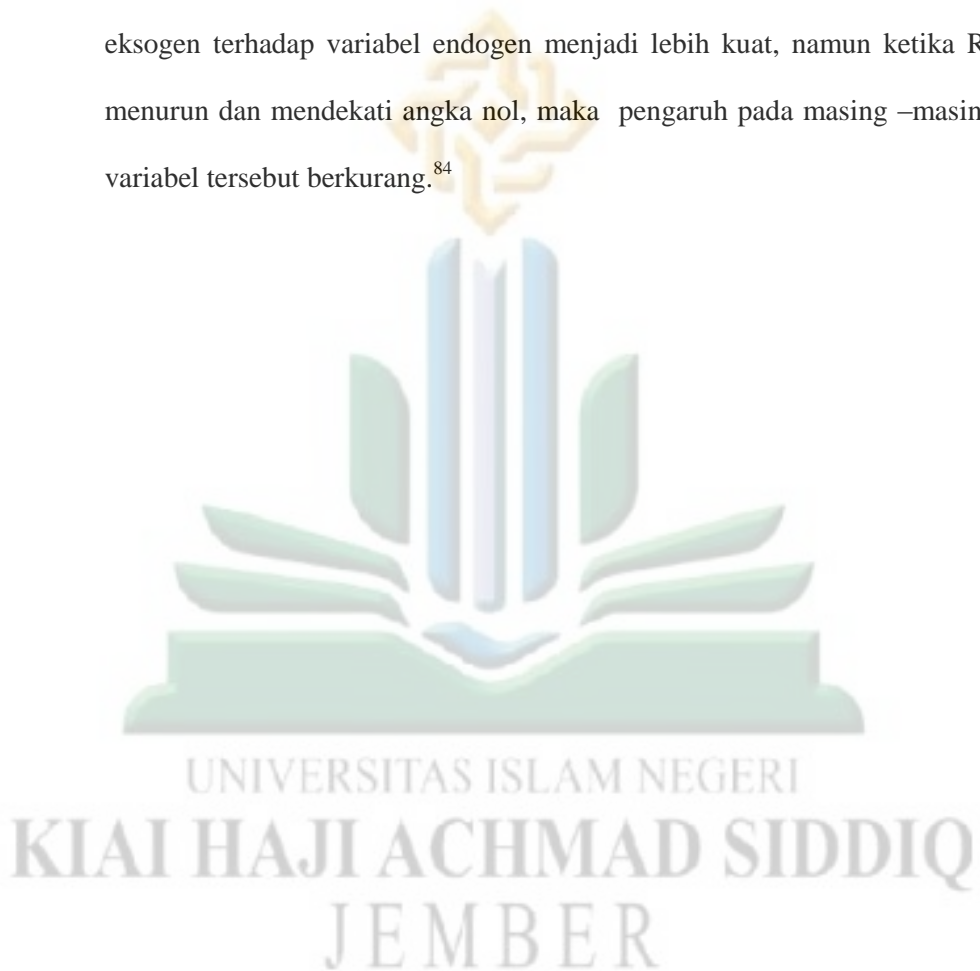 eksogen terhadap variabel endogen menjadi lebih kuat, namun ketika R
menurun dan mendekati angka nol, maka pengaruh pada masing –masin
variabel tersebut berkurang.84
UNIVERSITAS ISLAM NEGERI
KIAI HAJI ACHMAD SIDDIQ
JEMBER